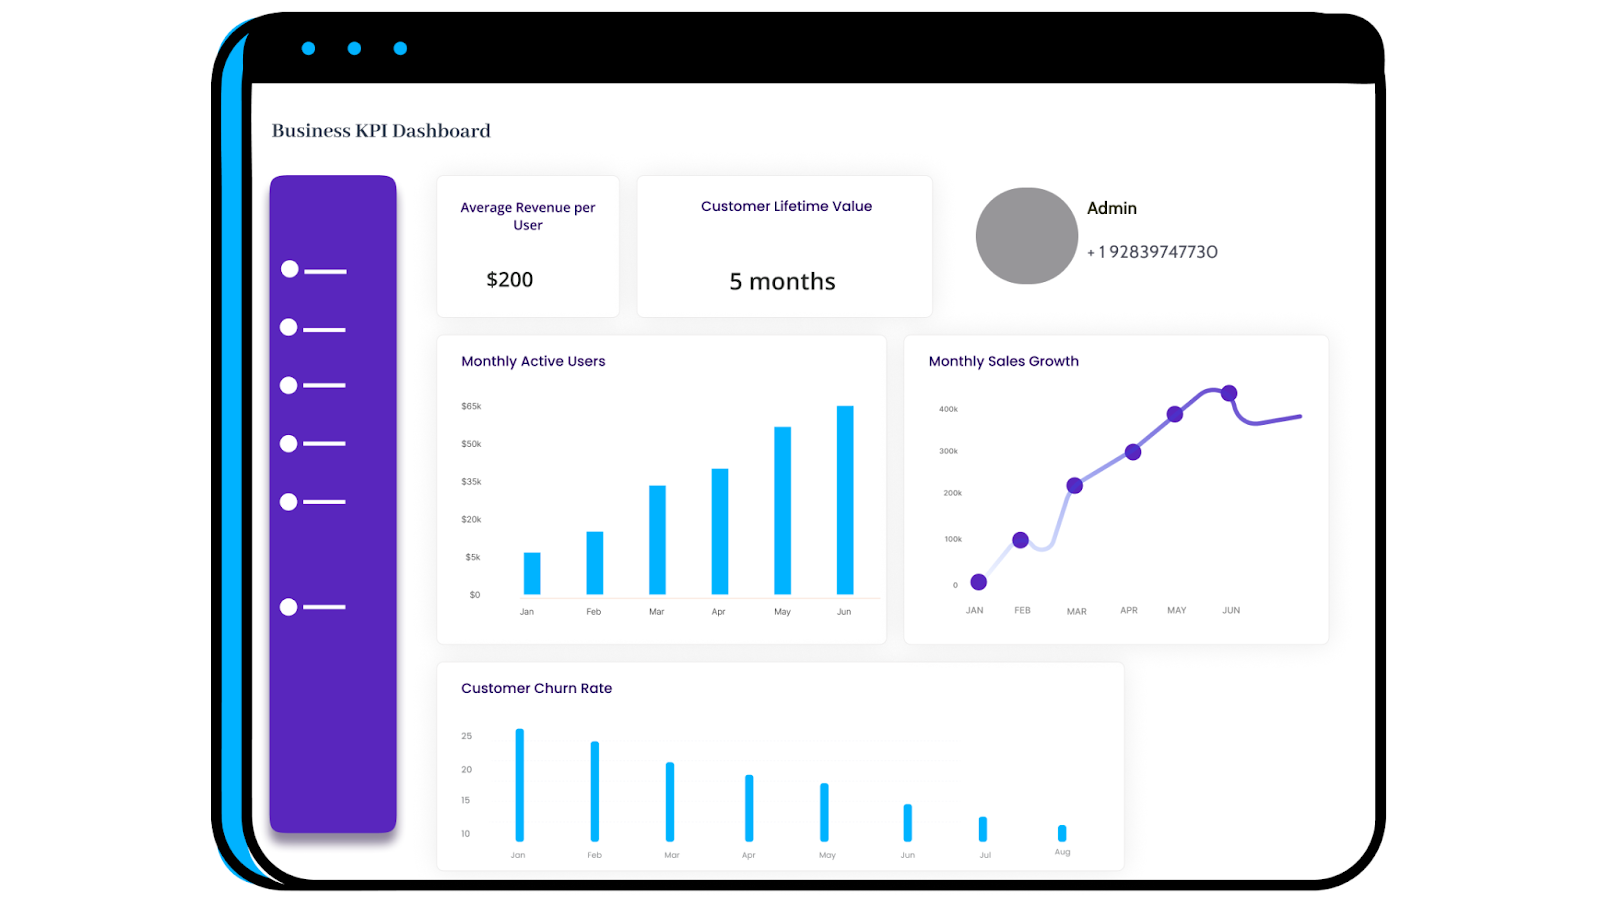 Business KPI Dashboard
Average Revenue per
User
$200
Customer Lifetime Value
5 months
Admin
+ 1 92839747730
Monthly Active Users
$65k
$50k
$35k
$20k
$5k
$0
Jan Feb Mar Apr May Jun
Monthly Sales Growth
400k
300k
200k
100k
0
JAN FEB MAR APR MAY JUN
Customer Churn Rate
25
20
15
10
Jan Feb Mar Apr May Jun Jul Aug